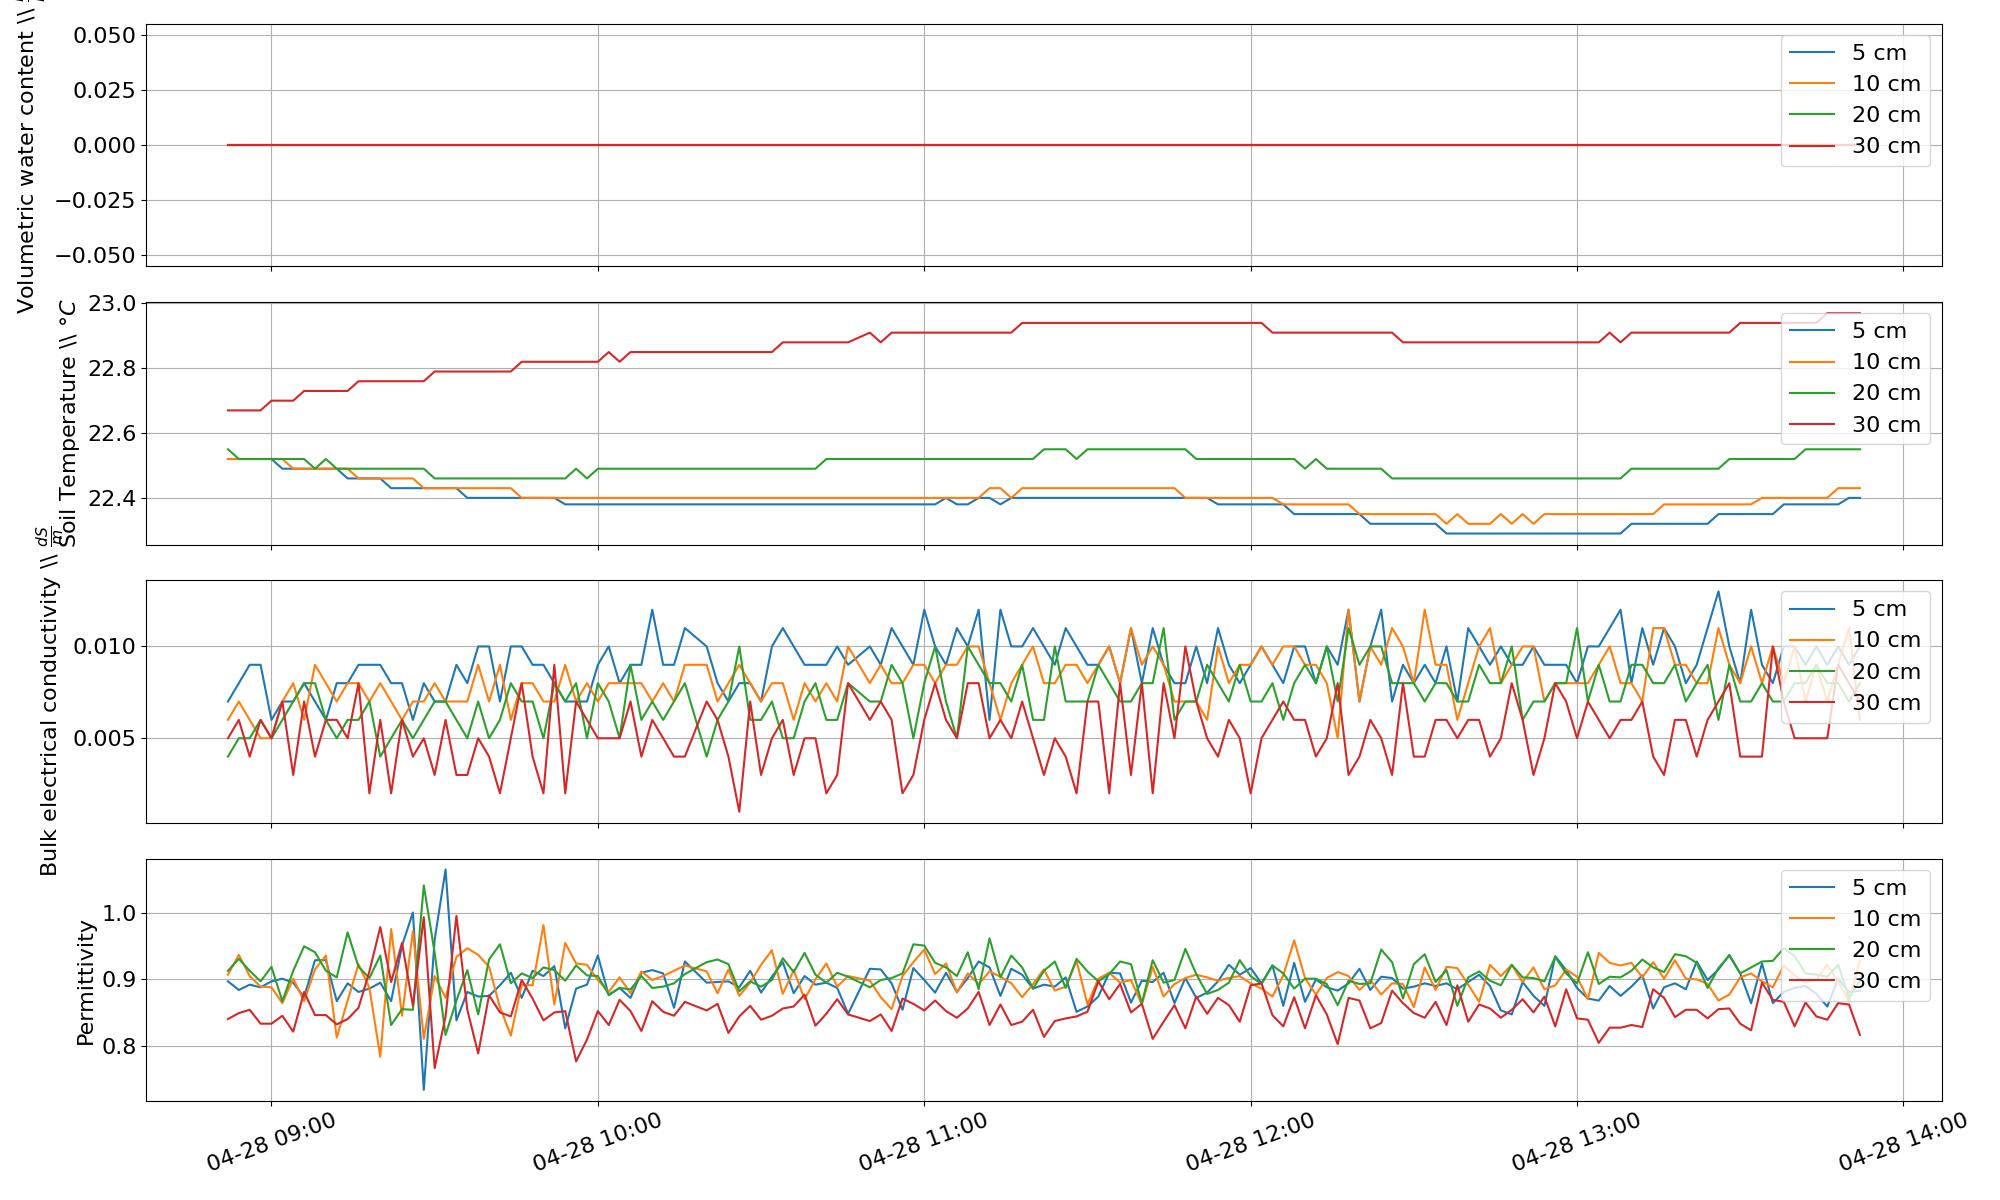 Volumetric water content \\
0.050
0.025
0.000
−0.025
−0.050
5 cm
10 cm
20 cm
30 cm
Soil Temperature \\ °C
23.0
22.8
22.6
22.4
5 cm
10 cm
20 cm
30 cm
Bulk electrical conductivity \\ dS/m
0.010
0.005
5 cm
10 cm
20 cm
30 cm
Permittivity
1.0
0.9
0.8
5 cm
10 cm
20 cm
30 cm
04-28 09:00
04-28 10:00
04-28 11:00
04-28 12:00
04-28 13:00
04-28 14:00